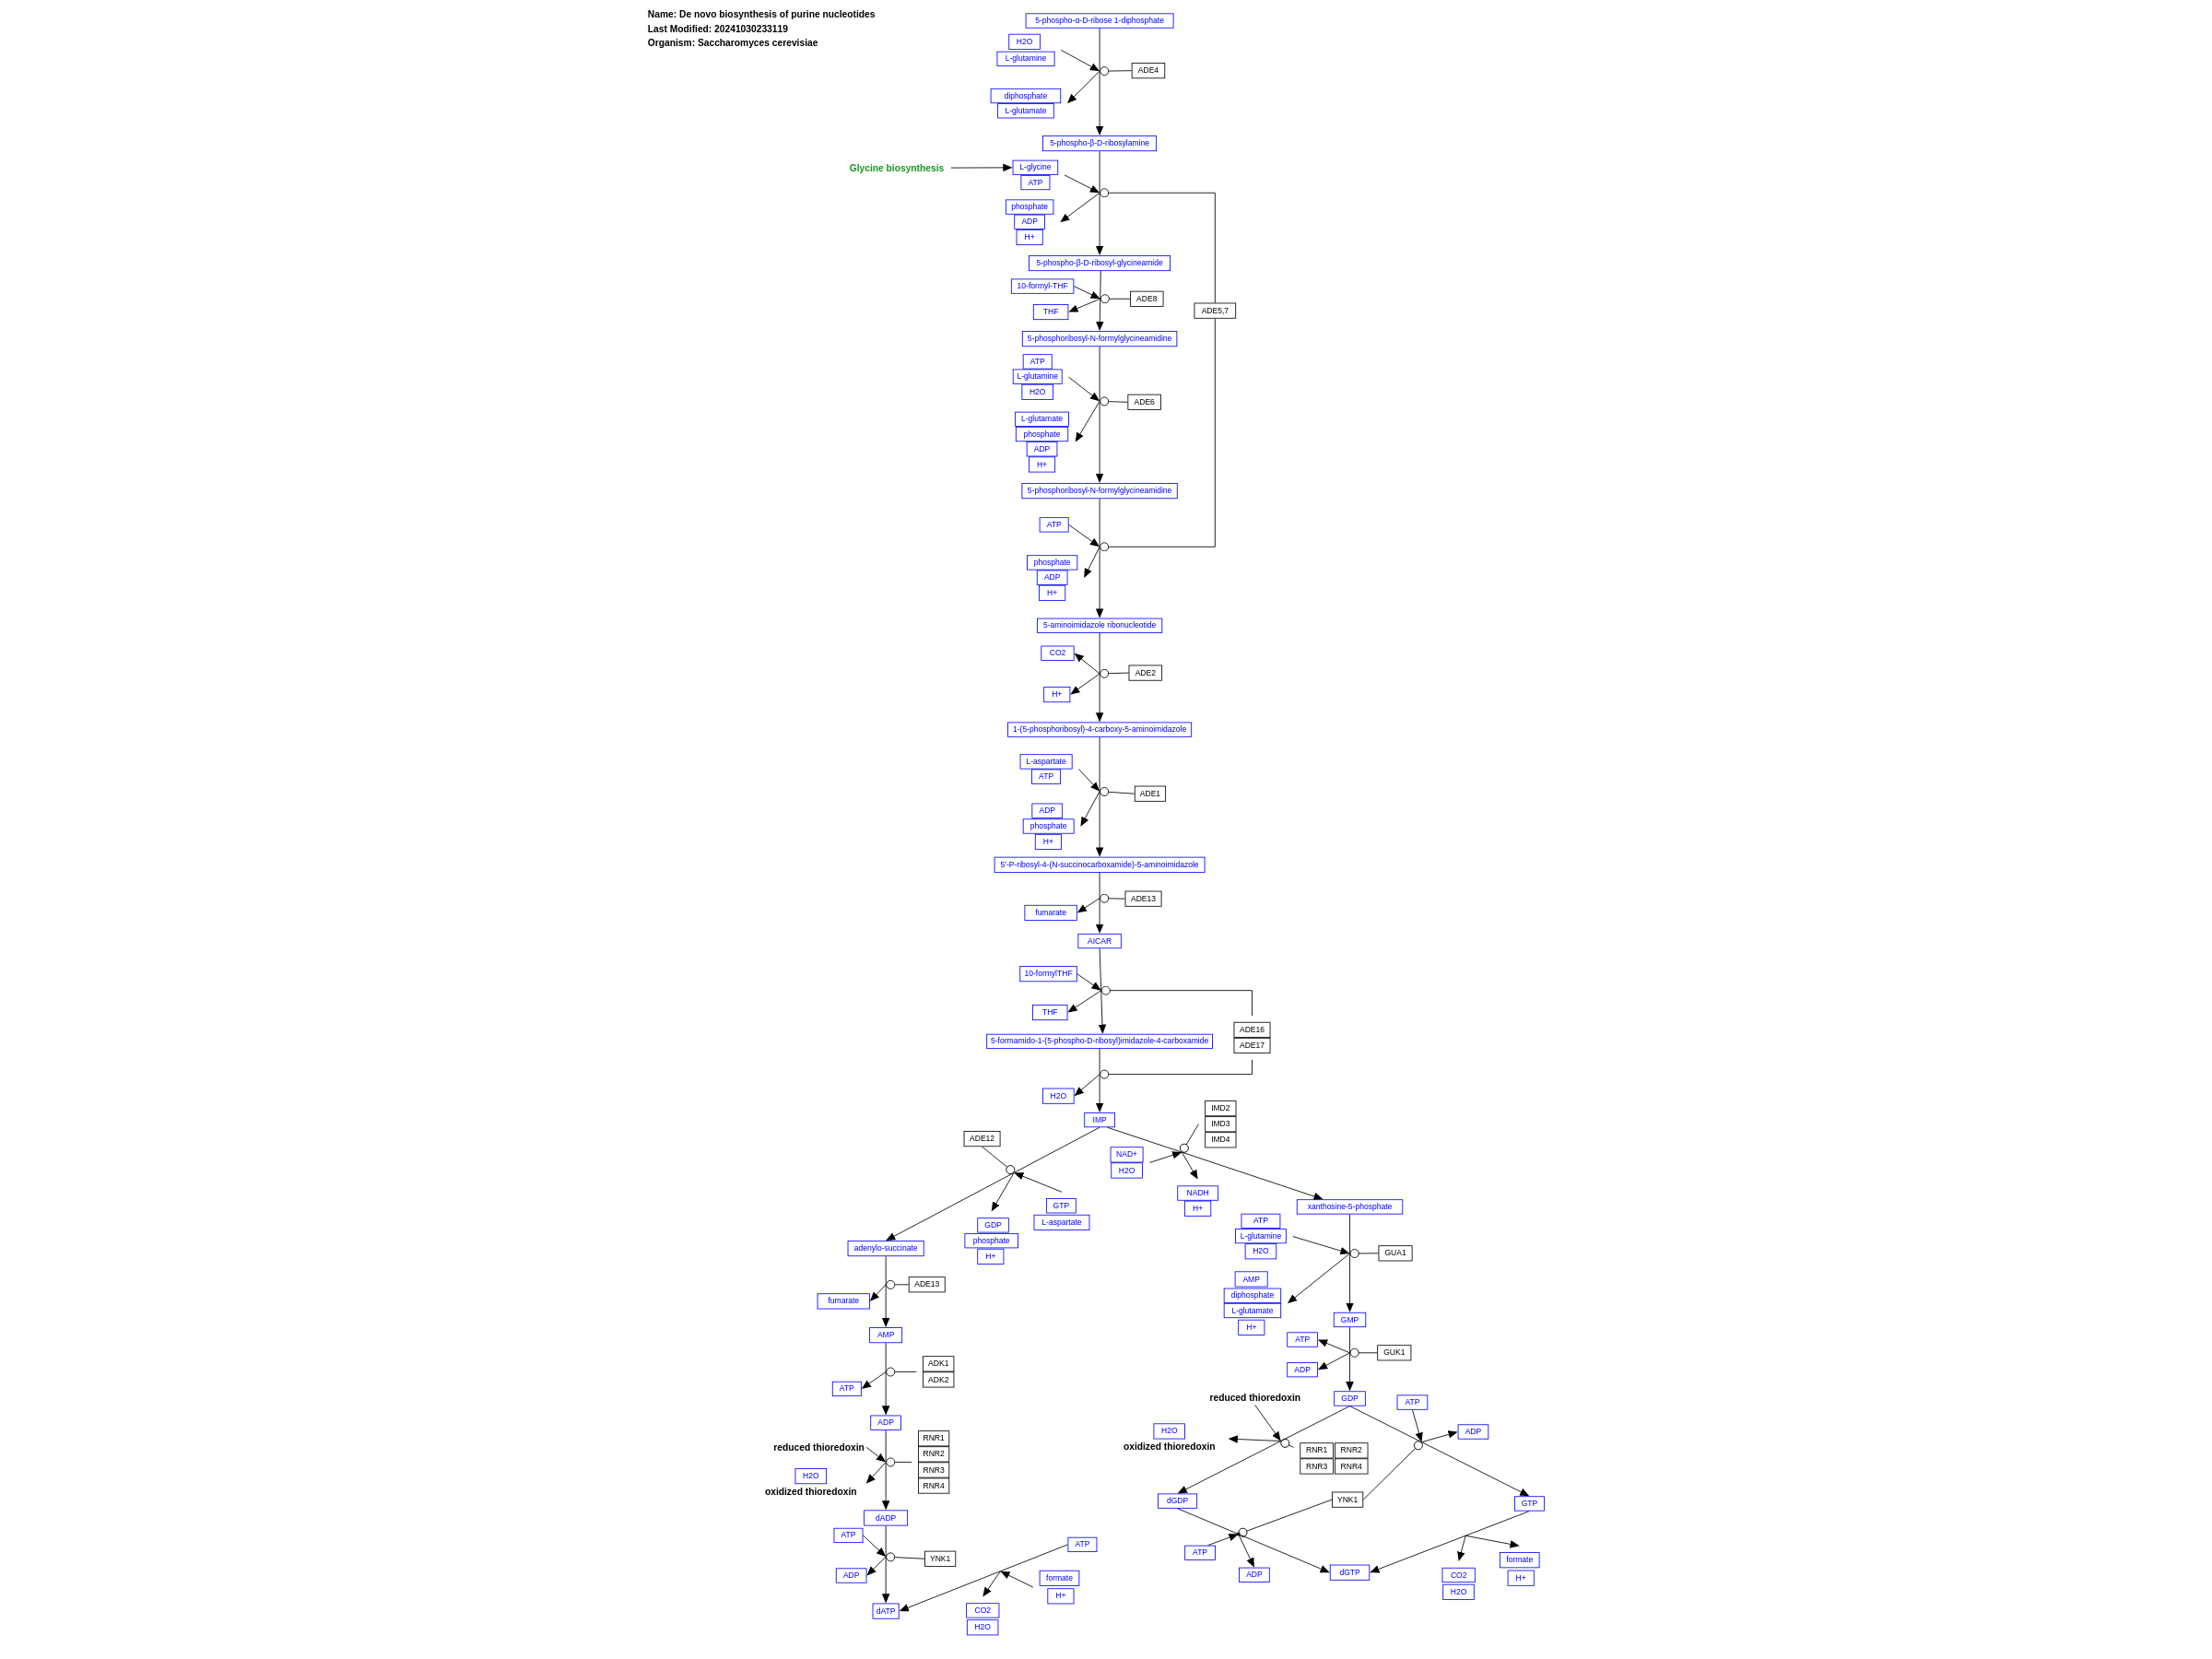 Name: De novo biosynthesis of purine nucleotides
Last Modified: 20241030233119
Organism: Saccharomyces cerevisiae
5-phospho-α-D-ribose 1-diphosphate
H2O
L-glutamine
ADE4
diphosphate
L-glutamate
5-phospho-β-D-ribosylamine
Glycine biosynthesis
L-glycine
ATP
phosphate
ADP
H+
5-phospho-β-D-ribosyl-glycineamide
10-formyl-THF
ADE8
THF
ADE5,7
5-phosphoribosyl-N-formylglycineamidine
ATP
L-glutamine
H2O
ADE6
L-glutamate
phosphate
ADP
H+
5-phosphoribosyl-N-formylglycineamidine
ATP
phosphate
ADP
H+
5-aminoimidazole ribonucleotide
CO2
ADE2
H+
1-(5-phosphoribosyl)-4-carboxy-5-aminoimidazole
L-aspartate
ATP
ADE1
ADP
phosphate
H+
5'-P-ribosyl-4-(N-succinocarboxamide)-5-aminoimidazole
ADE13
fumarate
AICAR
10-formylTHF
THF
ADE16
ADE17
5-formamido-1-(5-phospho-D-ribosyl)imidazole-4-carboxamide
H2O
IMP
IMD2
IMD3
IMD4
ADE12
NAD+
H2O
NADH
H+
GTP
L-aspartate
GDP
phosphate
H+
xanthosine-5-phosphate
ATP
L-glutamine
H2O
GUA1
adenylo-succinate
ADE13
fumarate
AMP
diphosphate
L-glutamate
H+
GMP
AMP
ATP
GUK1
ADP
ADK1
ADK2
ATP
GDP
ATP
reduced thioredoxin
ADP
H2O
oxidized thioredoxin
RNR1
RNR2
RNR3
RNR4
ADP
RNR1
RNR2
RNR3
RNR4
reduced thioredoxin
H2O
oxidized thioredoxin
dGDP
YNK1
GTP
dADP
ATP
YNK1
ADP
ATP
formate
H+
CO2
H2O
dATP
ATP
ADP
dGTP
CO2
H2O
formate
H+